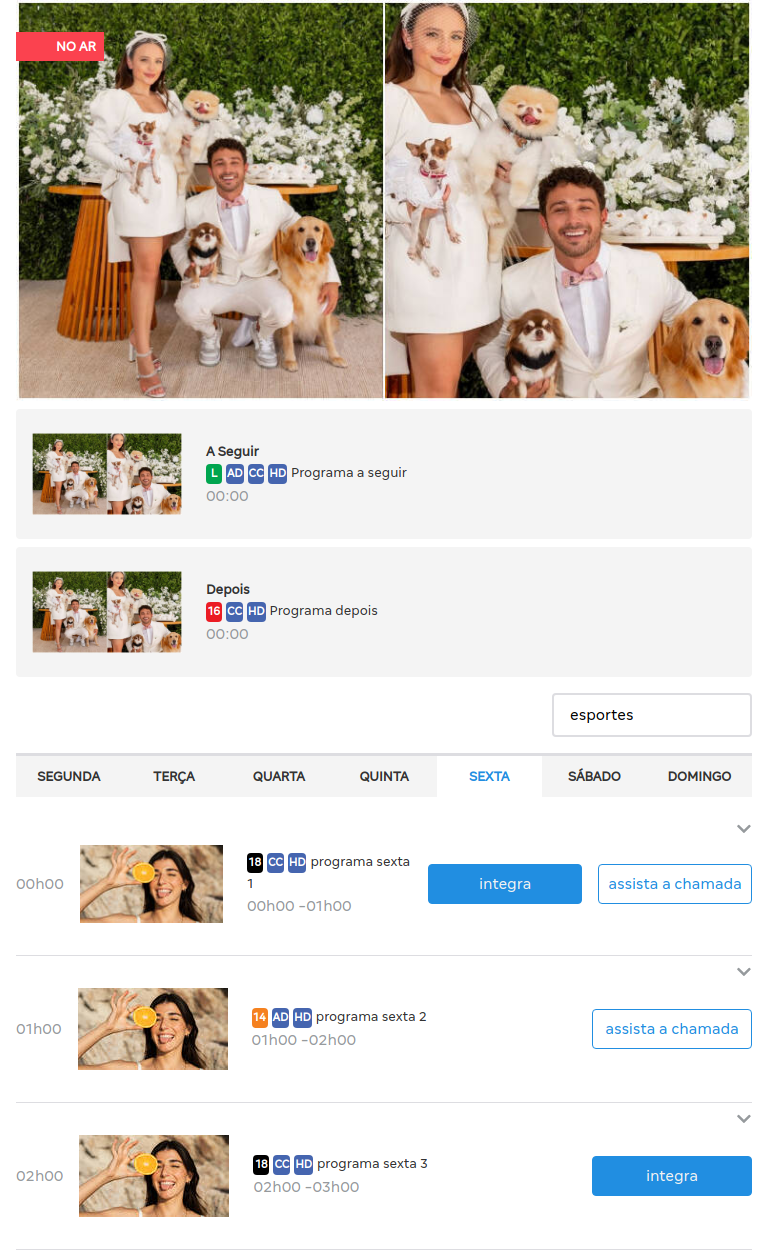 NO AR
A Seguir
L AD CC HD Programa a seguir
00:00
Depois
16 CC HD Programa depois
00:00
esportes
SEGUNDA TERÇA QUARTA QUINTA SEXTA SÁBADO DOMINGO
00h00
18 CC HD programa sexta
1
00h00 -01h00
integra
assista a chamada
01h00
14 AD HD programa sexta 2
01h00 -02h00
assista a chamada
02h00
18 CC HD programa sexta 3
02h00 -03h00
integra